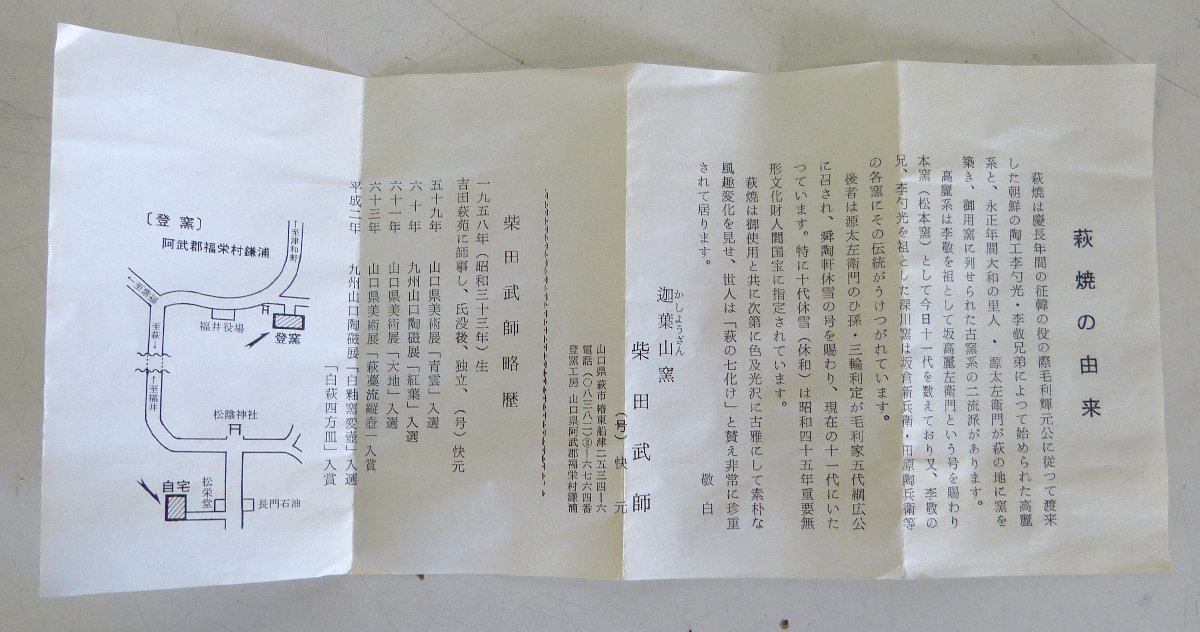 萩焼の由来
萩焼は慶長年間の征韓の役の際毛利輝元公に従つて渡来
した朝鮮の陶工李勺光・李敬兄弟によつて始められた高麗
系と、永正年間大和の里人・源太左衛門が萩の地に窯を
築き、御用窯に列せられた古窯系の二流派があります。
高麗系は李敬を祖として坂高麗左衛門という号を賜わり
本窯(松本窯)として今日十一代を数えており又、李敬の
兄、李勺光を祖とした深川窯は坂倉新兵衛・田原陶兵衛等
の各窯にその伝統がうけつがれています。
後者は源太左衛門のひ孫・三輪利定が毛利家五代綱広公
に召され、舜陶軒休雪の号を賜わり、現在の十一代にいた
つています。特に十代休雪(休和)は昭和四十五年重要無
形文化財人間国宝に指定されています。
萩焼は御使用と共に次第に色及光沢に古雅にして素朴な
風趣変化を見せ、世人は「萩の七化け」と賛え非常に珍重
されて居ります。
敬白
かしようざん
迦葉山窯
柴田武師
(号)快元
山口県萩市椿東船津二五三四ー六
電話(〇八三八二)②ー六七六四番
登窯工房 山口県阿武郡福栄村鎌浦
柴田武師略歴
一九五八年(昭和三十三年)生
吉田萩苑に師事し、氏没後、独立、(号)快元
五十九年 山口県美術展「青雲」入選
六十年 九州山口陶磁展「紅葉」入選
六十一年 山口県美術展「大地」入選
六十三年 山口県美術展「萩藁流縦壺」入賞
平成二年 九州山口陶磁展「白釉窯変壺」入選
「白萩四方皿」入賞
〔登窯〕
阿武郡福栄村鎌浦
至津和野
福井役場
登窯
至萩
至福井
松陰神社
自宅
松栄堂
長門石油